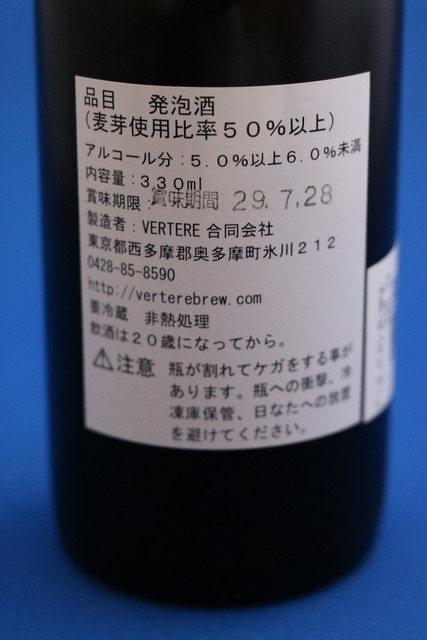 品目　発泡酒
（麦芽使用比率５０％以上）
アルコール分：５.０％以上６.０％未満
内容量：３３０ml
賞味期限： 賞味期間 29.7.28
製造者：VERTERE 合同会社
東京都西多摩郡奥多摩町氷川２１２
0428-85-8590
http://verterebrew.com
要冷蔵　非熱処理
飲酒は２０歳になってから。
⚠注意　瓶が割れてケガをする事が
あります。瓶への衝撃、冷
凍庫保管、日なたへの放置
を避けてください。